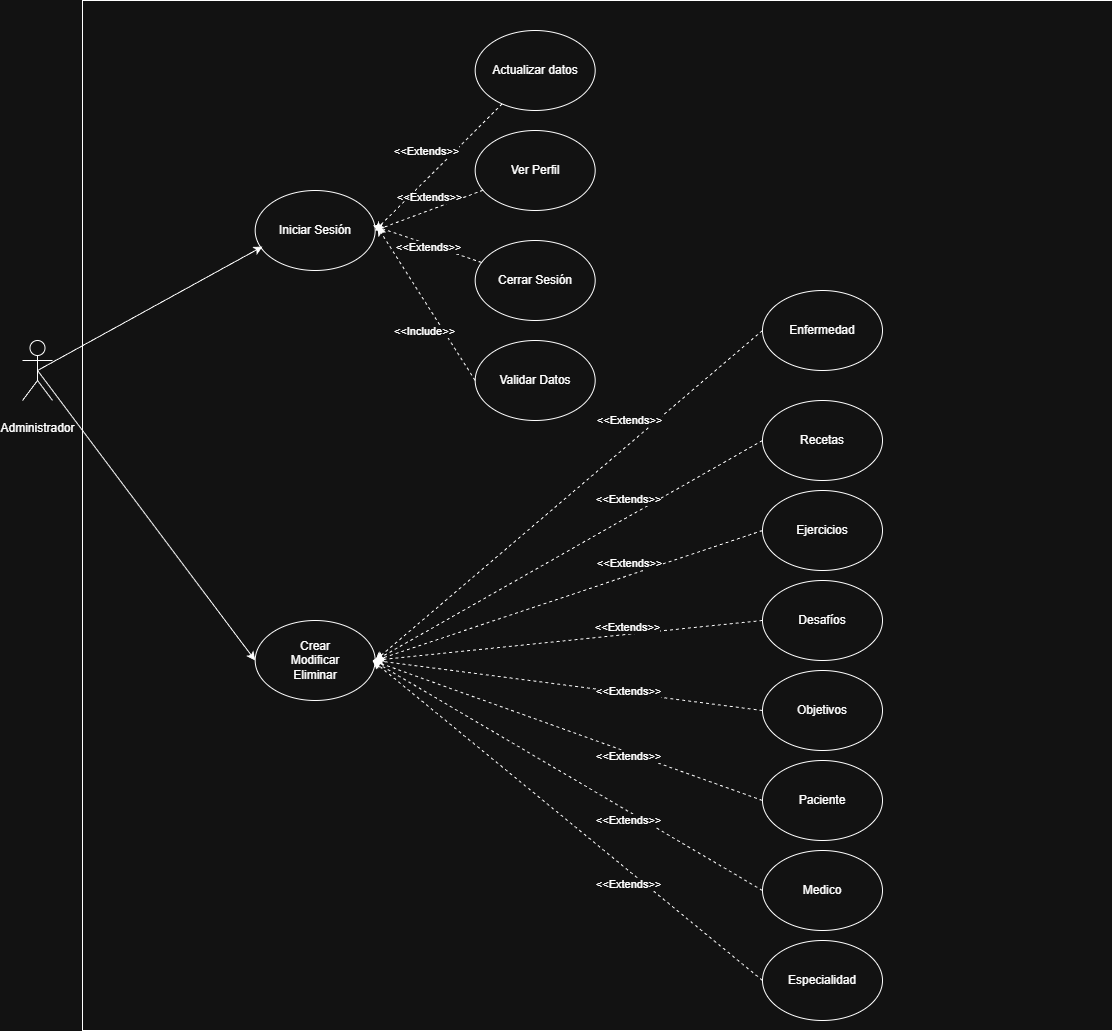 Actualizar datos
<<Extends>>
Ver Perfil
<<Extends>>
Iniciar Sesión
<<Extends>>
Cerrar Sesión
<<Include>>
Validar Datos
Administrador
Enfermedad
<<Extends>>
Recetas
<<Extends>>
Ejercicios
<<Extends>>
Desafíos
<<Extends>>
Crear
Modificar
Eliminar
<<Extends>>
Objetivos
<<Extends>>
Paciente
<<Extends>>
Medico
<<Extends>>
Especialidad